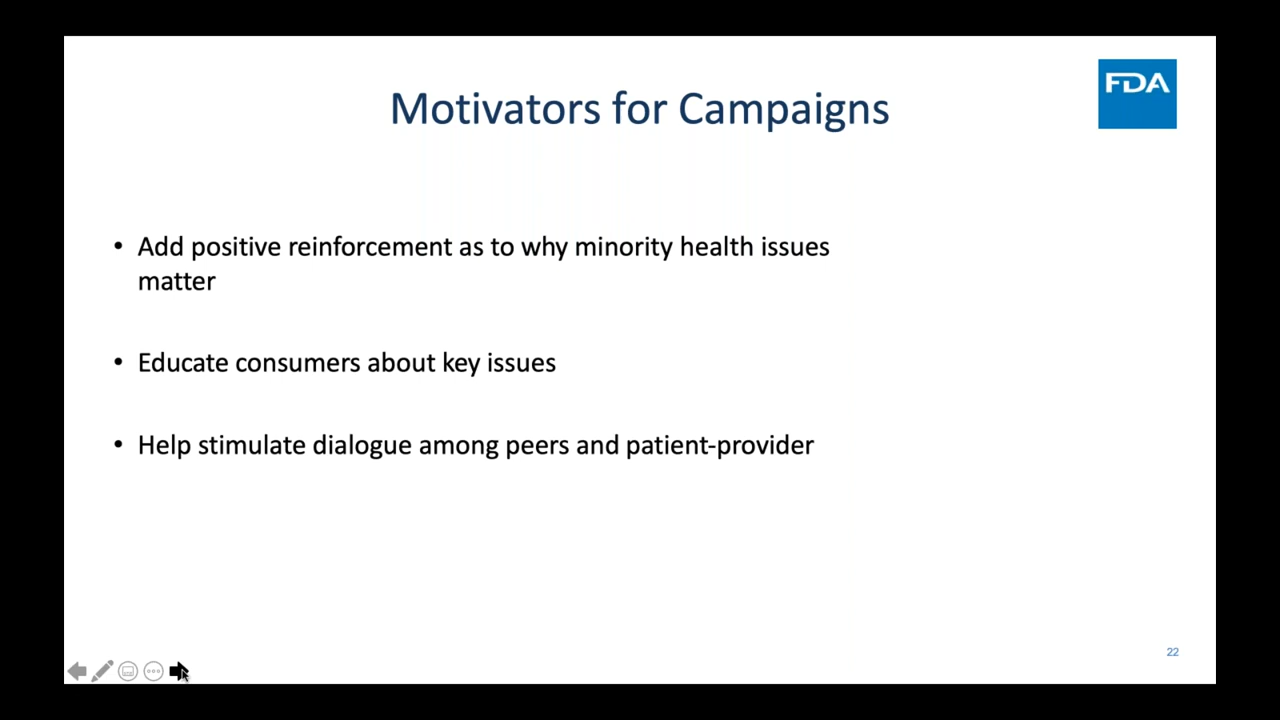 FDA
Motivators for Campaigns
• Add positive reinforcement as to why minority health issues
matter
• Educate consumers about key issues
• Help stimulate dialogue among peers and patient-provider
22